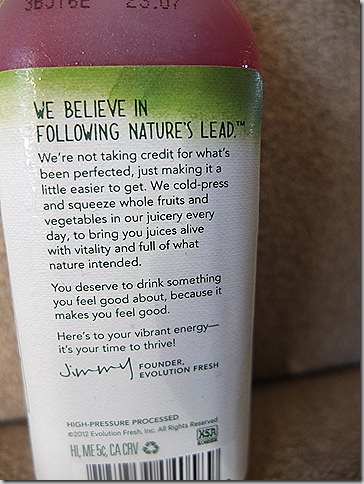 WE BELIEVE IN
FOLLOWING NATURE'S LEAD.™
We're not taking credit for what's
been perfected, just making it a
little easier to get. We cold-press
and squeeze whole fruits and
vegetables in our juicery every
day, to bring you juices alive
with vitality and full of what
nature intended.
You deserve to drink something
you feel good about, because it
makes you feel good.
Here's to your vibrant energy—
it's your time to thrive!
Jimmy FOUNDER,
EVOLUTION FRESH
HIGH-PRESSURE PROCESSED
©2012 Evolution Fresh, Inc. All Rights Reserved
HI, ME 5¢, CA CRV